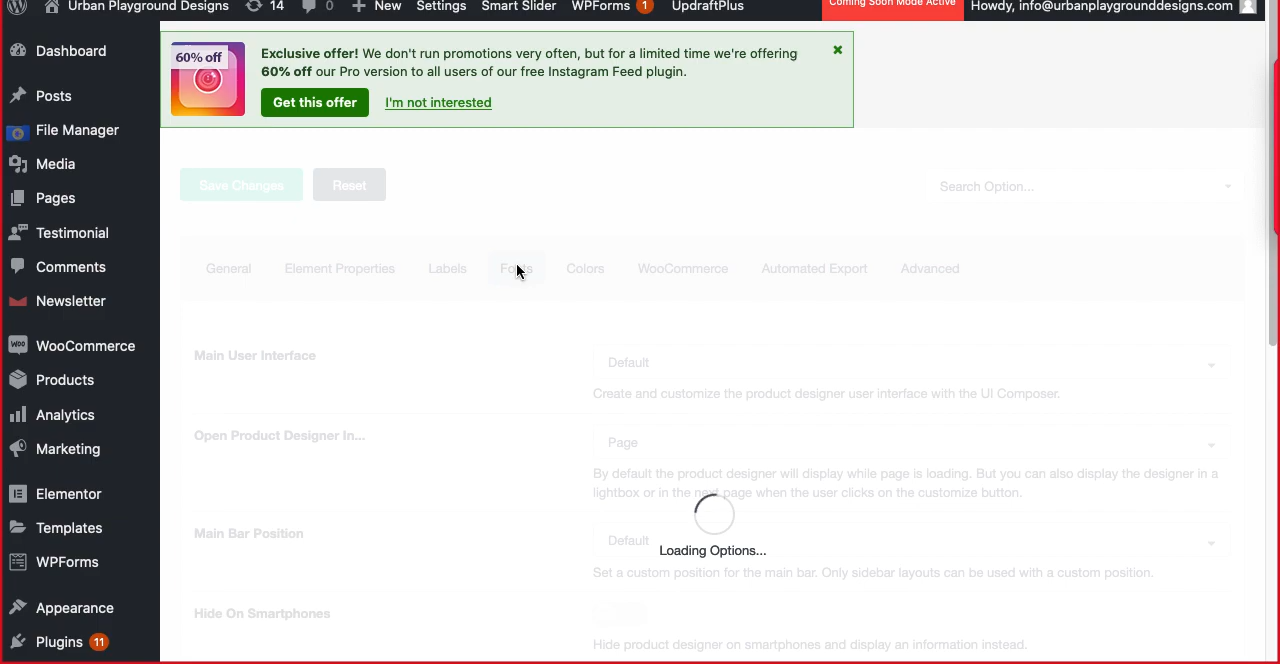 Urban Playground Designs 14 0 New Settings Smart Slider WPForms 1 UpdraftPlus Coming Soon Mode Active Howdy, info@urbanplaygrounddesigns.com
Dashboard
Posts
File Manager
Media
Pages
Testimonial
Comments
Newsletter
WooCommerce
Products
Analytics
Marketing
Elementor
Templates
WPForms
Appearance
Plugins 11
60% off
Exclusive offer! We don't run promotions very often, but for a limited time we're offering
60% off our Pro version to all users of our free Instagram Feed plugin.
Get this offer I'm not interested
Save Changes Reset Search Option...
General Element Properties Labels Fonts Colors WooCommerce Automated Export Advanced
Main User Interface
Default
Create and customize the product designer user interface with the UI Composer.
Open Product Designer In...
Page
By default the product designer will display while page is loading. But you can also display the designer in a
lightbox or in the next page when the user clicks on the customize button.
Main Bar Position
Default
Loading Options...
Set a custom position for the main bar. Only sidebar layouts can be used with a custom position.
Hide On Smartphones
Hide product designer on smartphones and display an information instead.